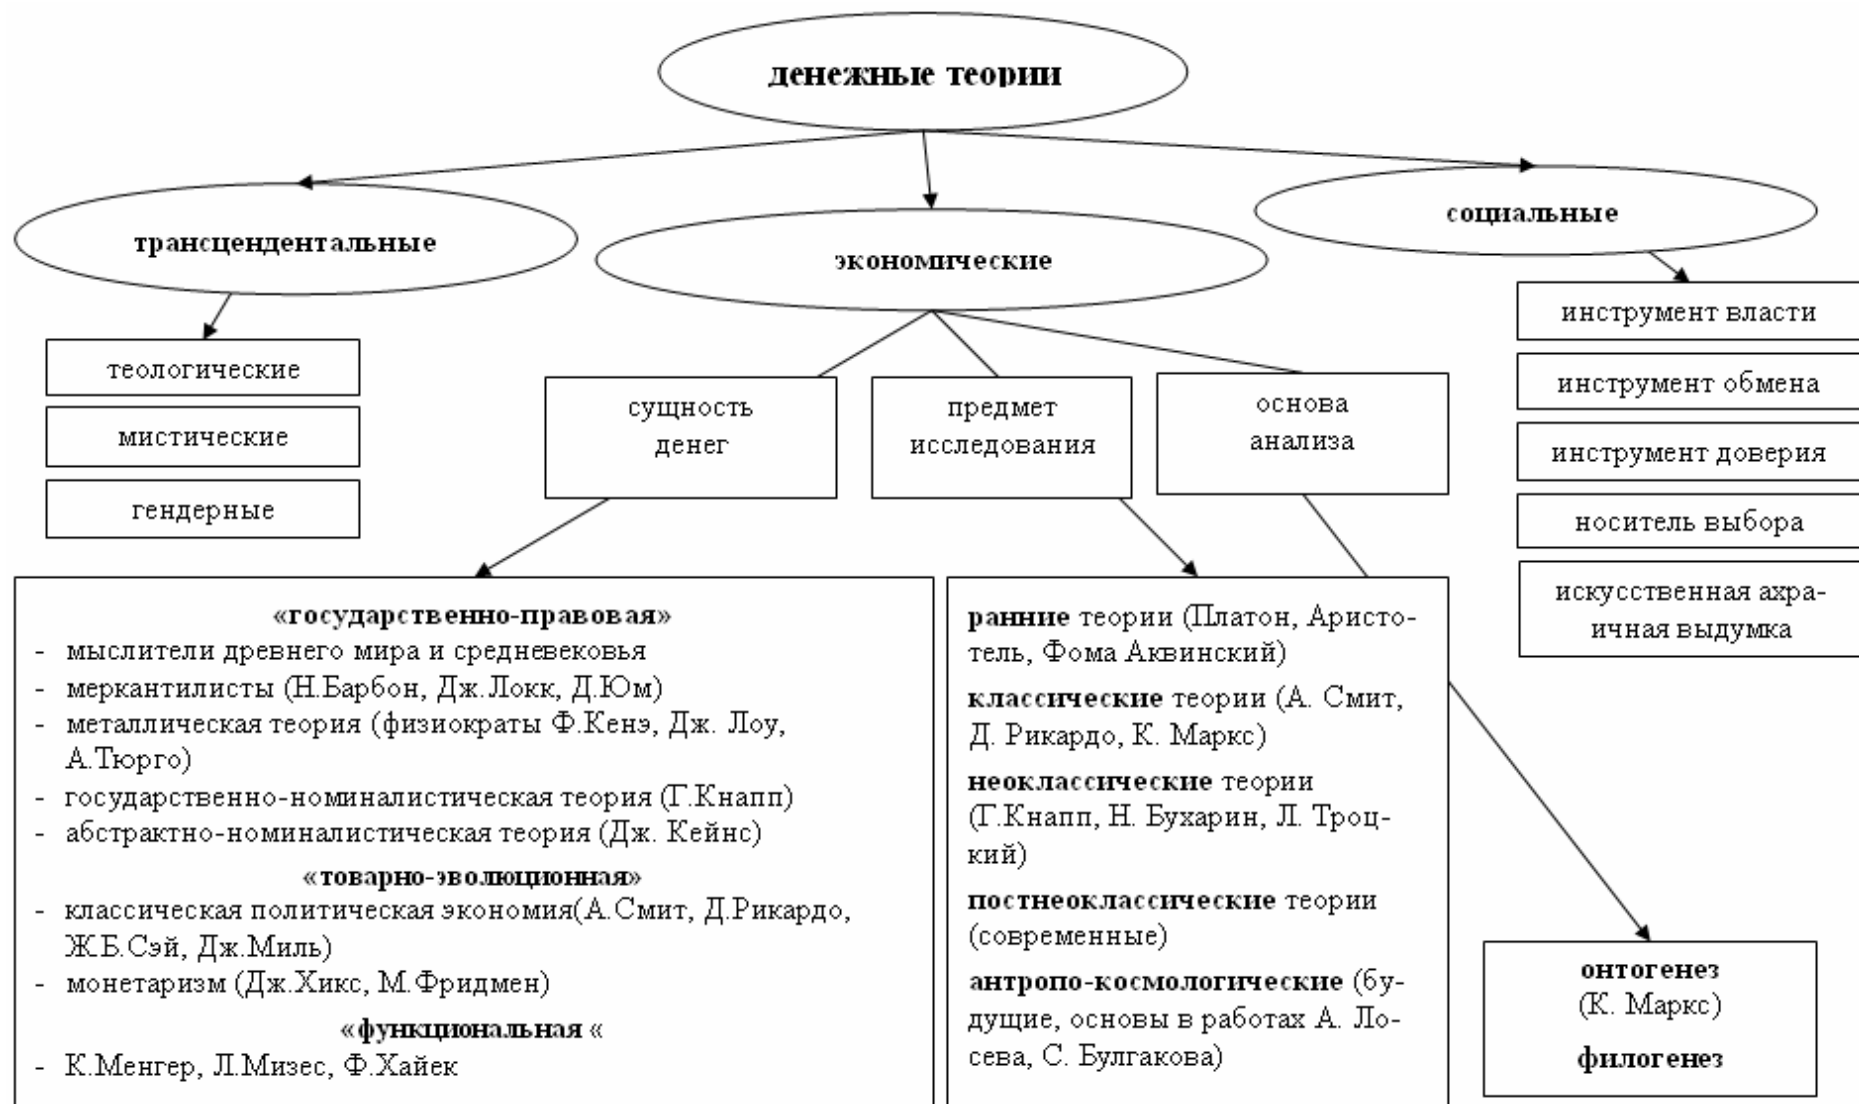 денежные теории
трансцендентальные
экономические
социальные
теологические
мистические
гендерные
сущность
денег
предмет
исследования
основа
анализа
инструмент власти
инструмент обмена
инструмент доверия
носитель выбора
искусственная ахра-
ичная выдумка
«государственно-правовая»
- мыслители древнего мира и средневековья
- меркантилисты (Н.Барбон, Дж.Локк, Д.Юм)
- металлическая теория (физиократы Ф.Кенэ, Дж. Лоу,
А.Тюрго)
- государственно-номиналистическая теория (Г.Кнапп)
- абстрактно-номиналистическая теория (Дж. Кейнс)
«товарно-эволюционная»
- классическая политическая экономия(А.Смит, Д.Рикардо,
Ж.Б.Сэй, Дж.Миль)
- монетаризм (Дж.Хикс, М.Фридмен)
«функциональная «
- К.Менгер, Л.Мизес, Ф.Хайек
ранние теории (Платон, Аристо-
тель, Фома Аквинский)
классические теории (А. Смит,
Д. Рикардо, К. Маркс)
неоклассические теории
(Г.Кнапп, Н. Бухарин, Л. Троц-
кий)
постнеоклассические теории
(современные)
антропо-космологические (бу-
дущие, основы в работах А. Ло-
сева, С. Булгакова)
онтогенез
(К. Маркс)
филогенез